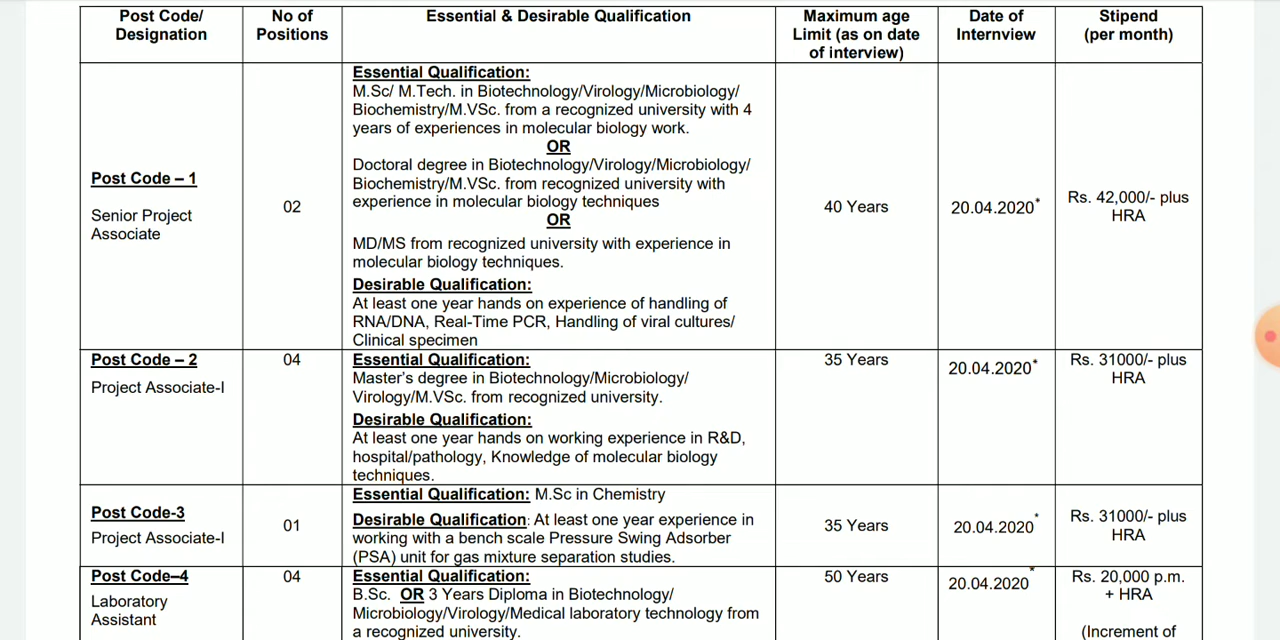 Post Code/
Designation
No of
Positions
Essential & Desirable Qualification
Maximum age
Limit (as on date
of interview)
Date of
Internview
Stipend
(per month)
Post Code – 1
Senior Project
Associate
02
Essential Qualification:
M.Sc/ M.Tech. in Biotechnology/Virology/Microbiology/
Biochemistry/M.VSc. from a recognized university with 4
years of experiences in molecular biology work.
OR
Doctoral degree in Biotechnology/Virology/Microbiology/
Biochemistry/M.VSc. from recognized university with
experience in molecular biology techniques
OR
MD/MS from recognized university with experience in
molecular biology techniques.
Desirable Qualification:
At least one year hands on experience of handling of
RNA/DNA, Real-Time PCR, Handling of viral cultures/
Clinical specimen
40 Years
20.04.2020*
Rs. 42,000/- plus
HRA
Post Code – 2
Project Associate-I
04
Essential Qualification:
Master's degree in Biotechnology/Microbiology/
Virology/M.VSc. from recognized university.
Desirable Qualification:
At least one year hands on working experience in R&D,
hospital/pathology, Knowledge of molecular biology
techniques.
35 Years
20.04.2020*
Rs. 31000/- plus
HRA
Post Code-3
Project Associate-I
01
Essential Qualification: M.Sc in Chemistry
Desirable Qualification: At least one year experience in
working with a bench scale Pressure Swing Adsorber
(PSA) unit for gas mixture separation studies.
35 Years
20.04.2020*
Rs. 31000/- plus
HRA
Post Code–4
Laboratory
Assistant
04
Essential Qualification:
B.Sc. OR 3 Years Diploma in Biotechnology/
Microbiology/Virology/Medical laboratory technology from
a recognized university.
50 Years
20.04.2020*
Rs. 20,000 p.m.
+ HRA
(Increment of